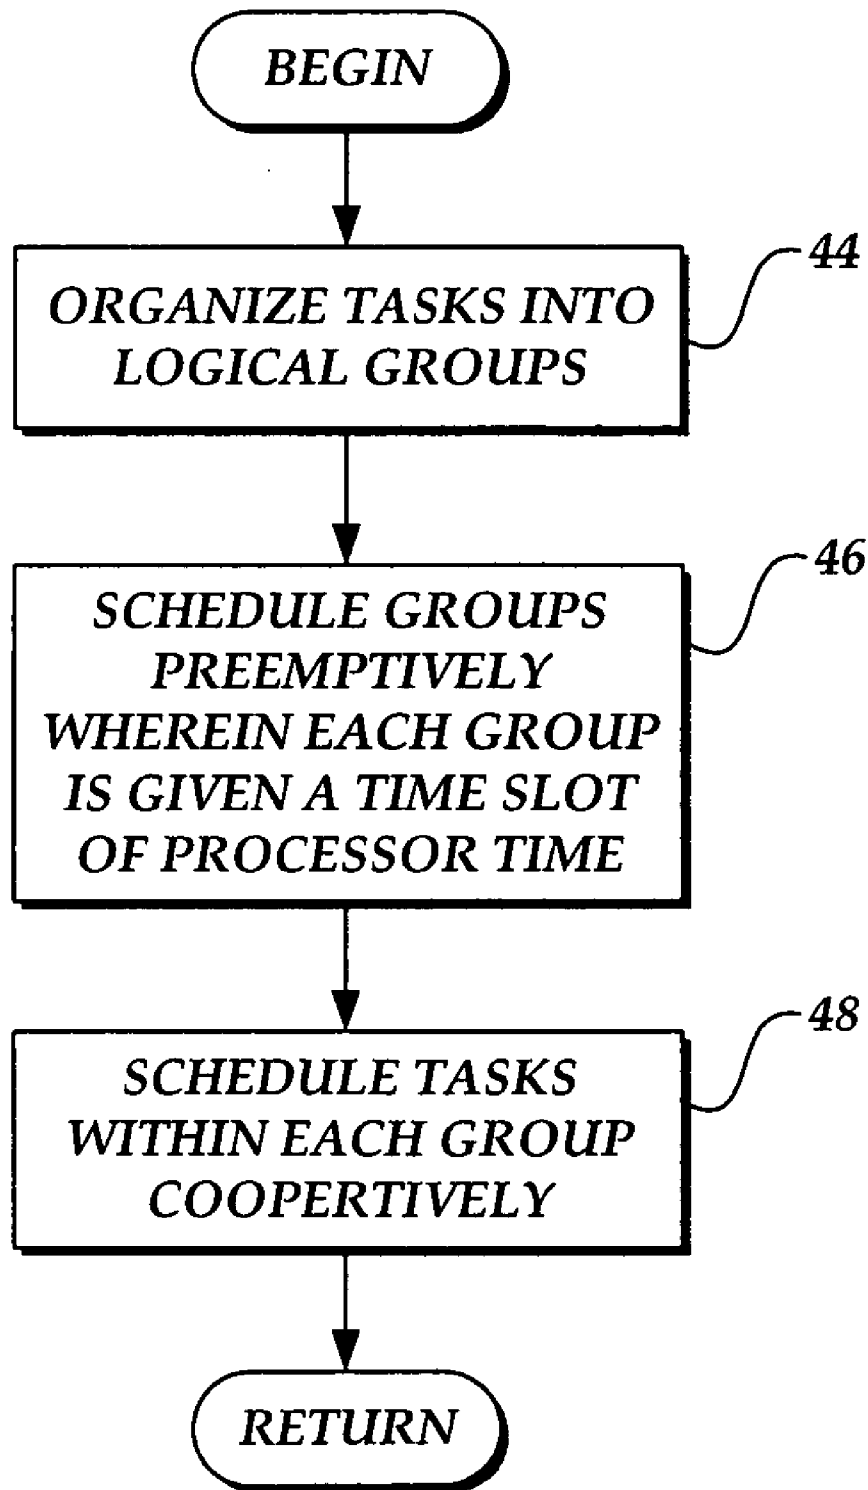 BEGIN
44
ORGANIZE TASKS INTO
LOGICAL GROUPS
46
SCHEDULE GROUPS
PREEMPTIVELY
WHEREIN EACH GROUP
IS GIVEN A TIME SLOT
OF PROCESSOR TIME
48
SCHEDULE TASKS
WITHIN EACH GROUP
COOPERTIVELY
RETURN